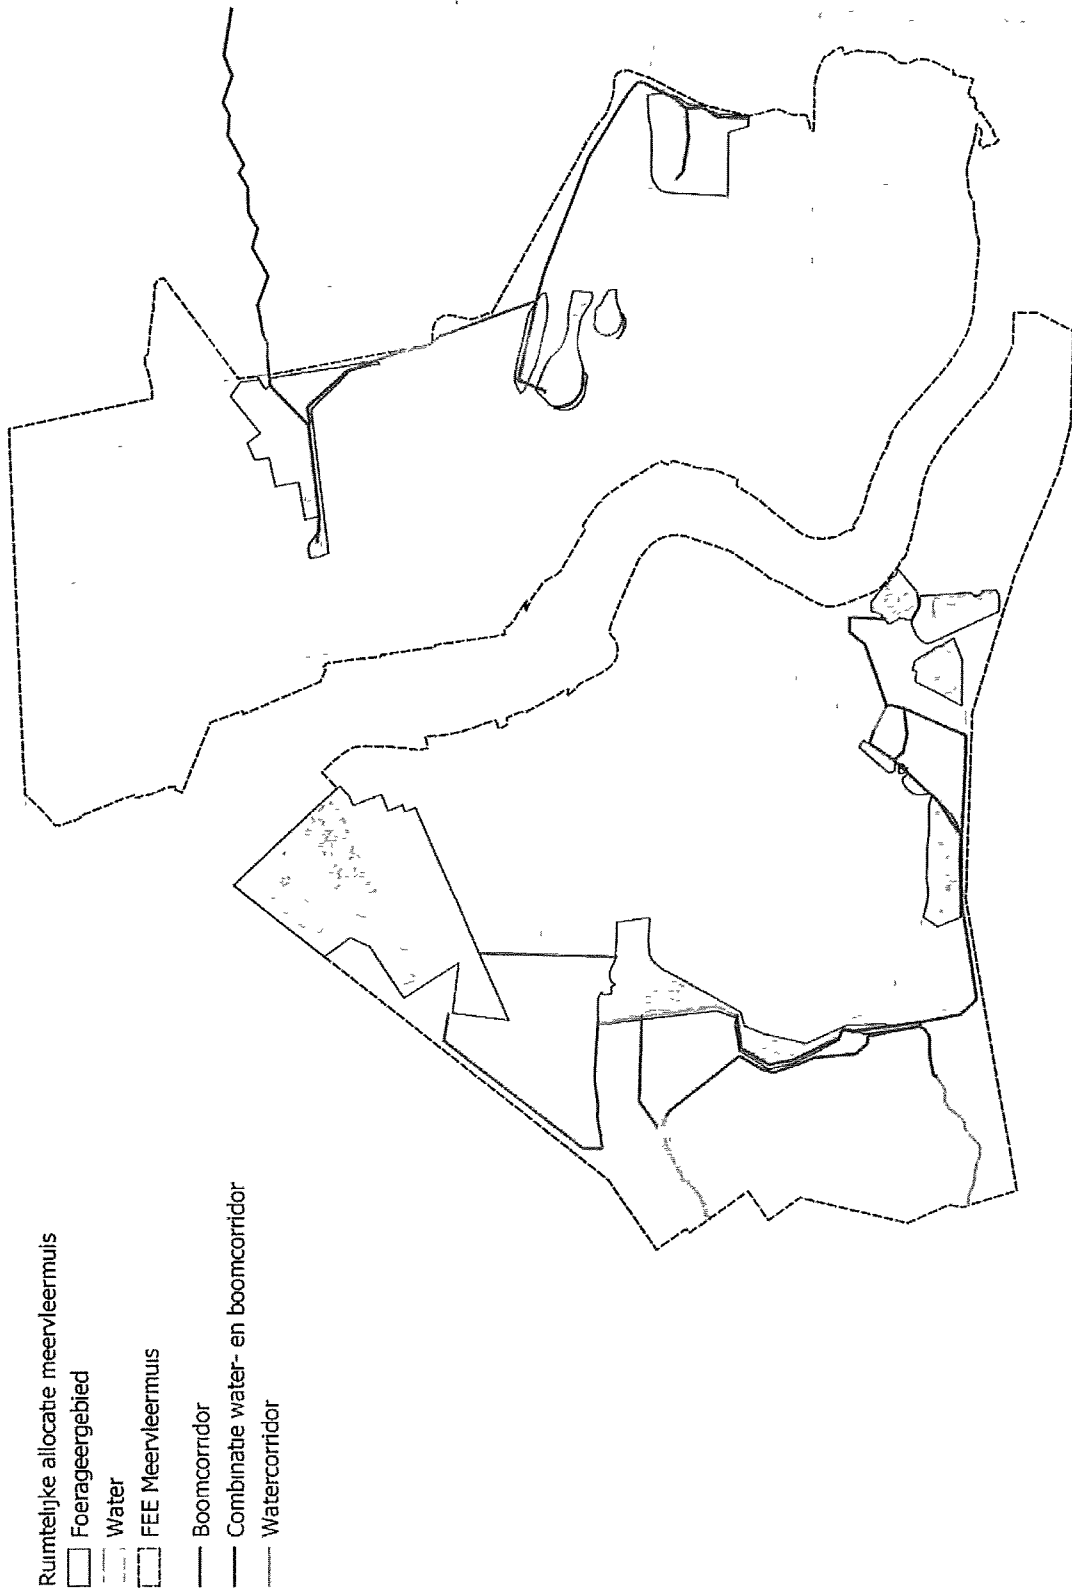 Ruimtelijke allocatie meervleermuis
Foerageergebied
Water
FEE Meervleermuis
Boomcorridor
Combinatie water- en boomcorridor
Watercorridor